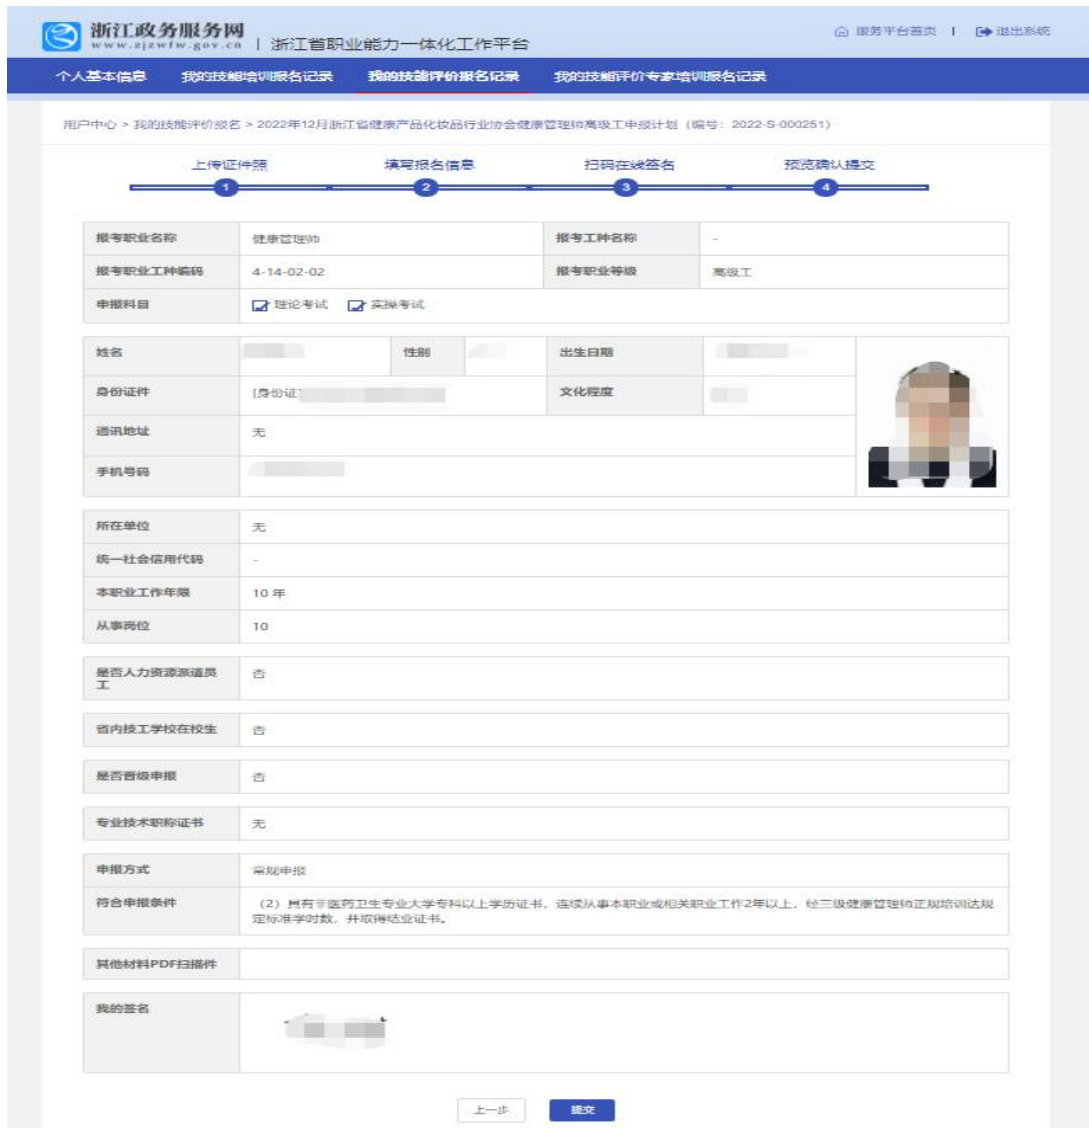 浙江政务服务网 | 浙江省职业能力一体化工作平台
www.zjzwfw.gov.cn
服务平台首页 | 退出系统
个人基本信息 我的技能培训报名记录 我的技能评价报名记录 我的技能评价专家培训报名记录
用户中心 > 我的技能评价报名 > 2022年12月浙江省健康产品化妆品行业协会健康管理师高级工申报计划（编号：2022-S-000251）
上传证件照 填写报名信息 扫码在线签名 预览确认提交
1 2 3 4
报考职业名称 健康管理师 报考工种名称 -
报考职业工种编码 4-14-02-02 报考职业等级 高级工
申报科目 理论考试 实操考试
姓名 性别 出生日期
身份证件 [身份证] 文化程度
通讯地址 无
手机号码
所在单位 无
统一社会信用代码 -
本职业工作年限 10 年
从事岗位 10
是否人力资源派遣员
工 否
省内技工学校在校生 否
是否晋级申报 否
专业技术职称证书 无
申报方式 常规申报
符合申报条件 （2）具有非医药卫生专业大学专科以上学历证书，连续从事本职业或相关职业工作2年以上，经三级健康管理师正规培训达规
定标准学时数，并取得结业证书。
其他材料PDF扫描件
我的签名
上一步 提交